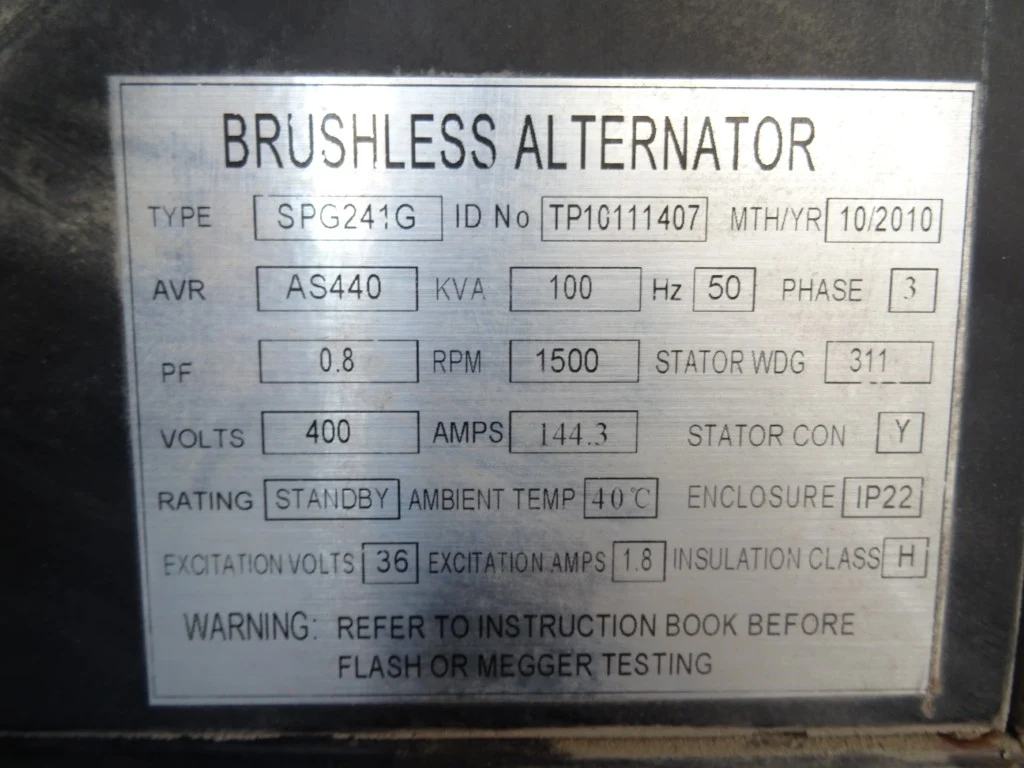 BRUSHLESS ALTERNATOR
TYPE SPG241G ID No TP10111407 MTH/YR 10/2010
AVR AS440 KVA 100 Hz 50 PHASE 3
PF 0.8 RPM 1500 STATOR WDG 311
VOLTS 400 AMPS 144.3 STATOR CON Y
RATING STANDBY AMBIENT TEMP 40℃ ENCLOSURE IP22
EXCITATION VOLTS 36 EXCITATION AMPS 1.8 INSULATION CLASS H
WARNING: REFER TO INSTRUCTION BOOK BEFORE
FLASH OR MEGGER TESTING